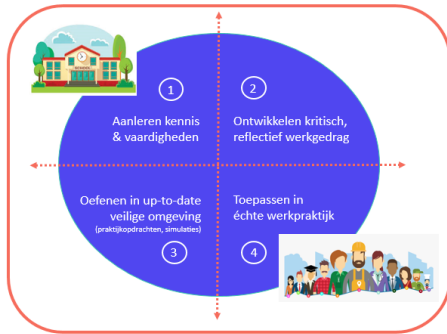 1
Aanleren kennis
& vaardigheden
2
Ontwikkelen kritisch,
reflectief werkgedrag
Oefenen in up-to-date
veilige omgeving
(praktijkopdrachten, simulaties)
3
Toepassen in
échte werkpraktijk
4